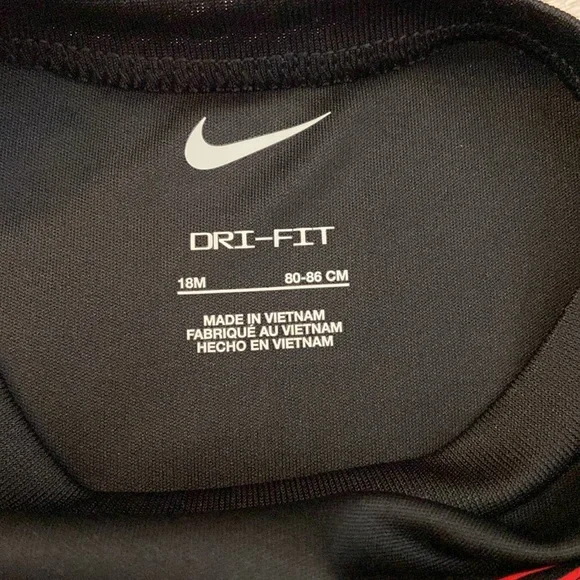 DRI-FIT
18M 80-86 CM
MADE IN VIETNAM
FABRIQUÉ AU VIETNAM
HECHO EN VIETNAM